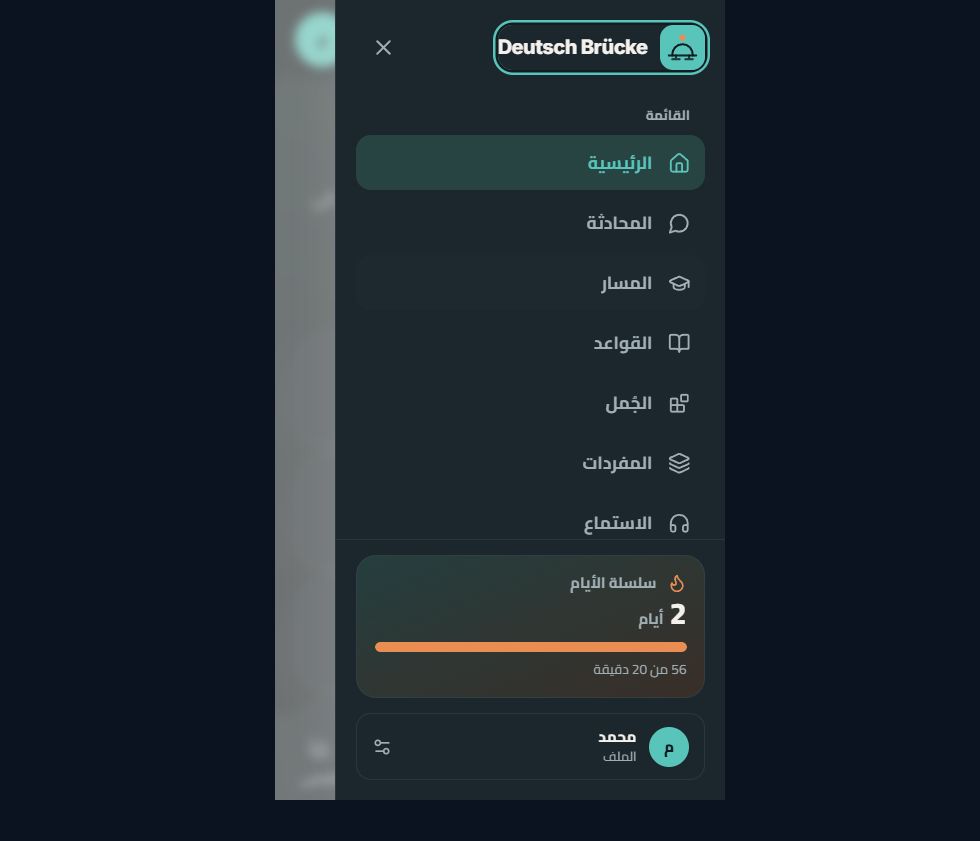 Deutsch Brücke
القائمة
الرئيسية
المحادثة
المسار
القواعد
الجُمل
المفردات
الاستماع
سلسلة الأيام
2 أيام
56 من 20 دقيقة
م
محمد
الملف